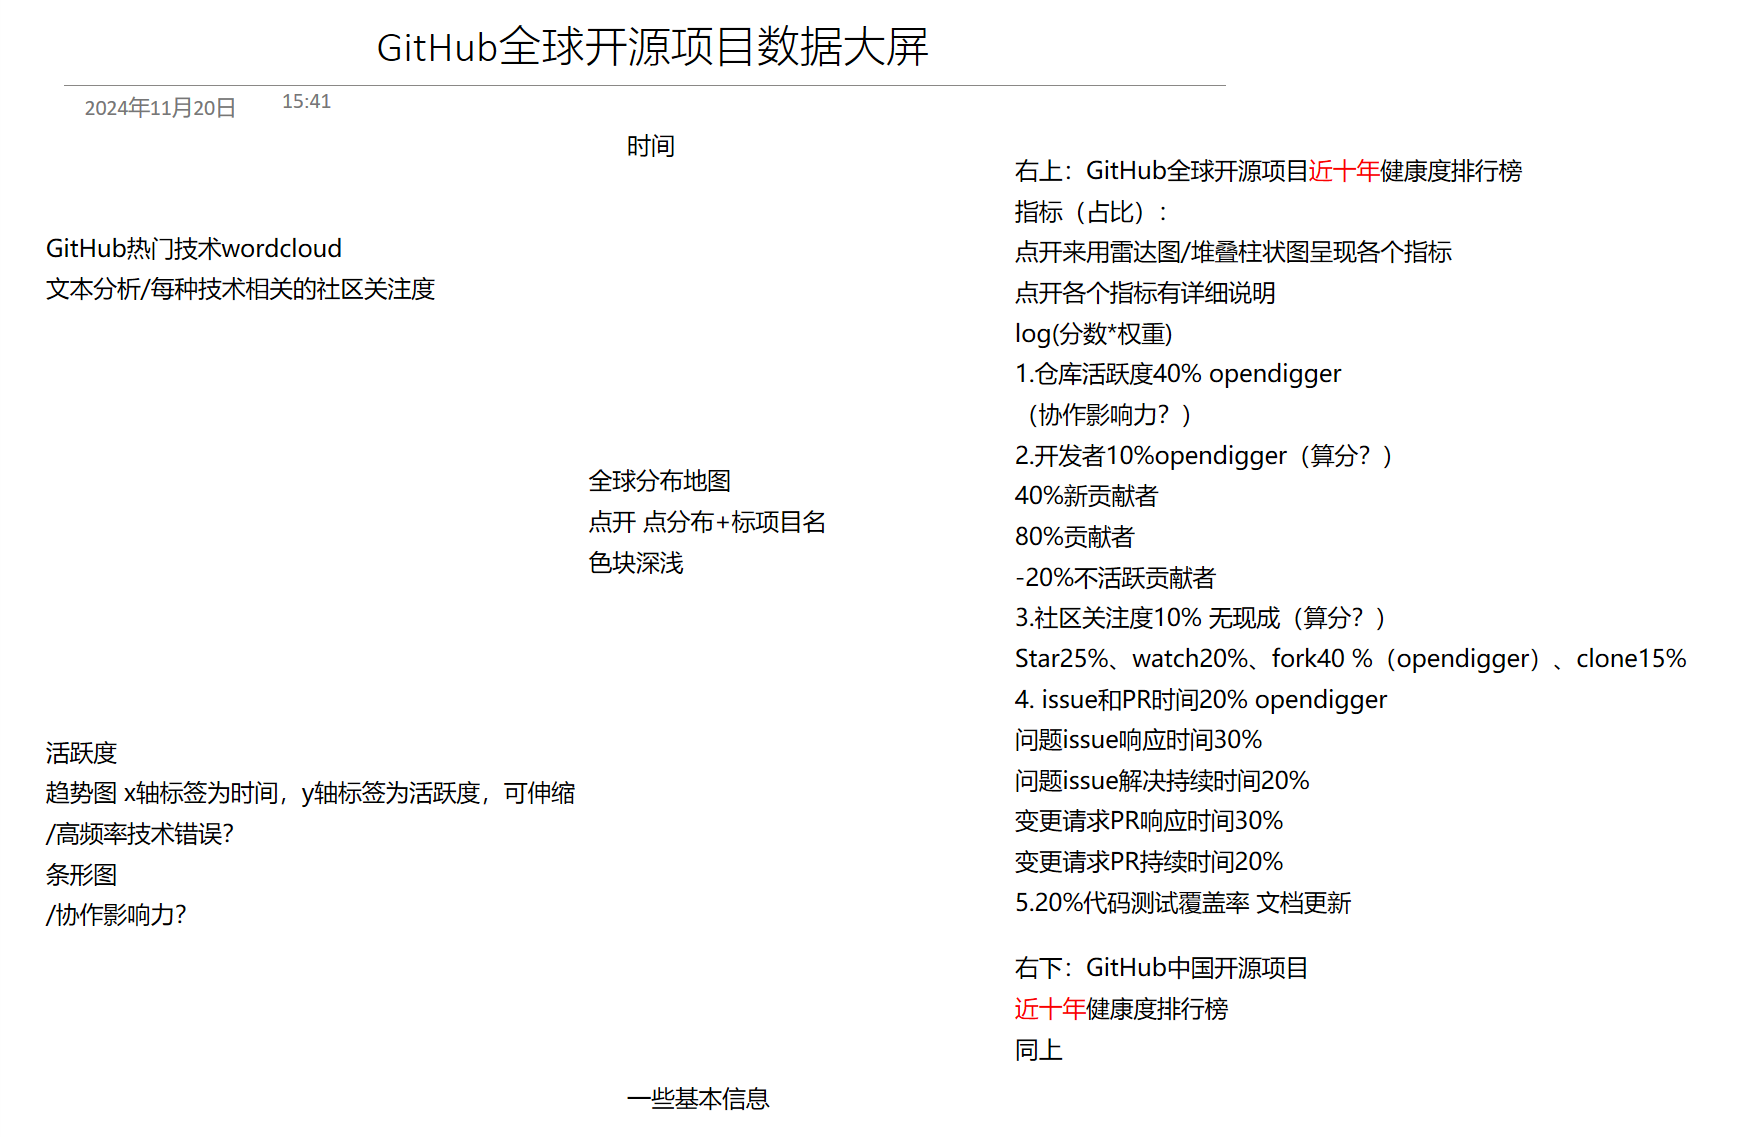 GitHub全球开源项目数据大屏
2024年11月20日
15:41
时间
GitHub热门技术wordcloud
文本分析/每种技术相关的社区关注度
全球分布地图
点开 点分布+标项目名
色块深浅
活跃度
趋势图 x轴标签为时间，y轴标签为活跃度，可伸缩
/高频率技术错误？
条形图
/协作影响力？
右上：GitHub全球开源项目近十年健康度排行榜
指标（占比）：
点开来用雷达图/堆叠柱状图呈现各个指标
点开各个指标有详细说明
log(分数*权重)
1.仓库活跃度40% opendigger
（协作影响力？）
2.开发者10%opendigger（算分？）
40%新贡献者
80%贡献者
-20%不活跃贡献者
3.社区关注度10% 无现成（算分？）
Star25%、watch20%、fork40 %（opendigger）、clone15%
4. issue和PR时间20% opendigger
问题issue响应时间30%
问题issue解决持续时间20%
变更请求PR响应时间30%
变更请求PR持续时间20%
5.20%代码测试覆盖率 文档更新
右下：GitHub中国开源项目
近十年健康度排行榜
同上
一些基本信息